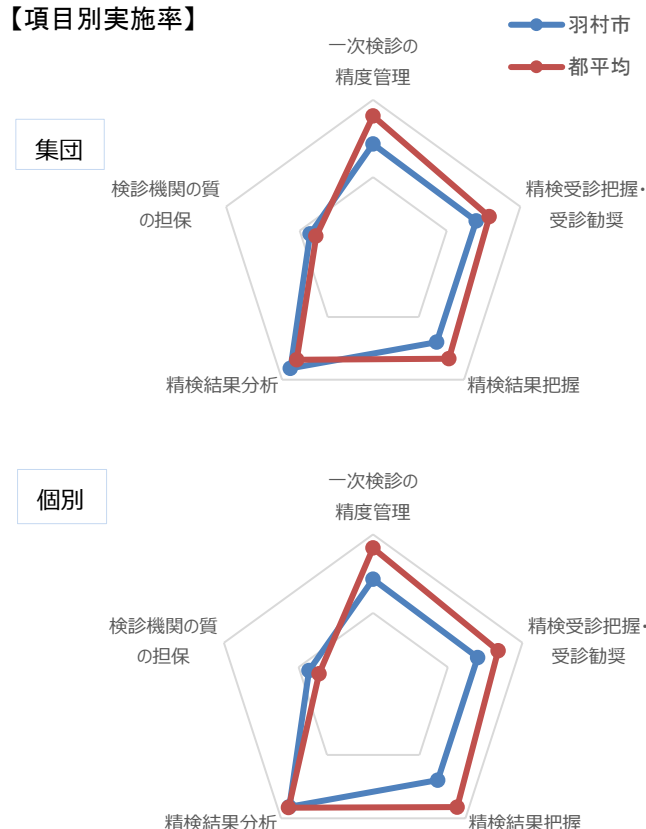 【項目別実施率】
羽村市
都平均
集団
一次検診の
精度管理
精検受診把握・
受診勧奨
精検結果把握
精検結果分析
検診機関の質
の担保
個別
一次検診の
精度管理
精検受診把握・
受診勧奨
精検結果把握
精検結果分析
検診機関の質
の担保